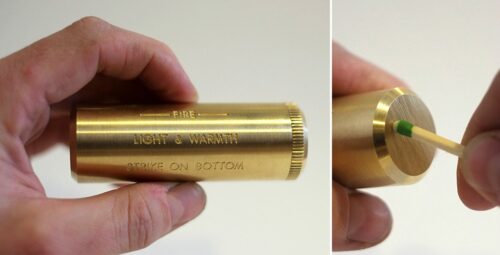 FIRE
LIGHT & WARMTH
STRIKE ON BOTTOM